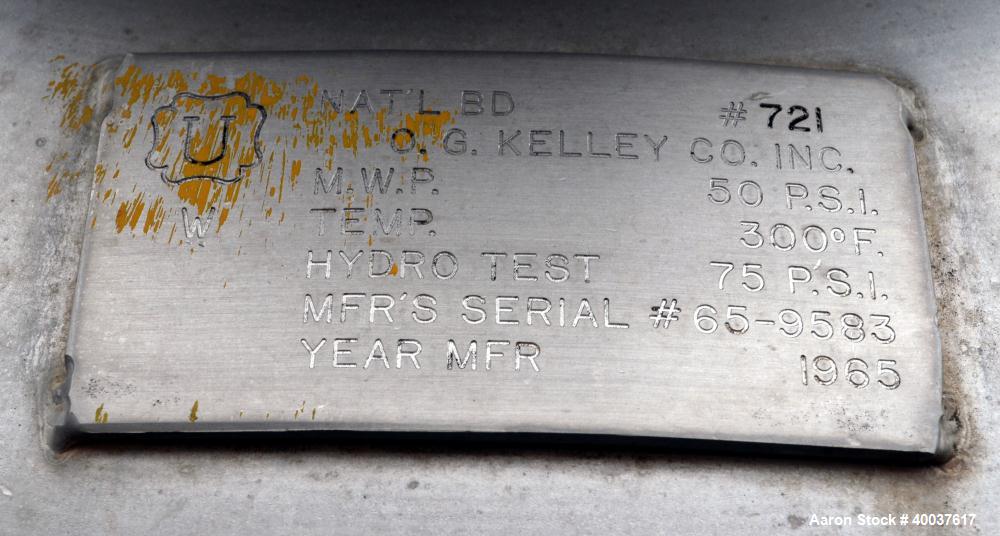 NAT'L BD # 721
U O. G. KELLEY CO. INC.
M.W.P. 50 P.S.I.
W TEMP. 300°F.
HYDRO TEST 75 P.S.I.
MFR'S SERIAL # 65-9583
YEAR MFR 1965
Aaron Stock # 40037617